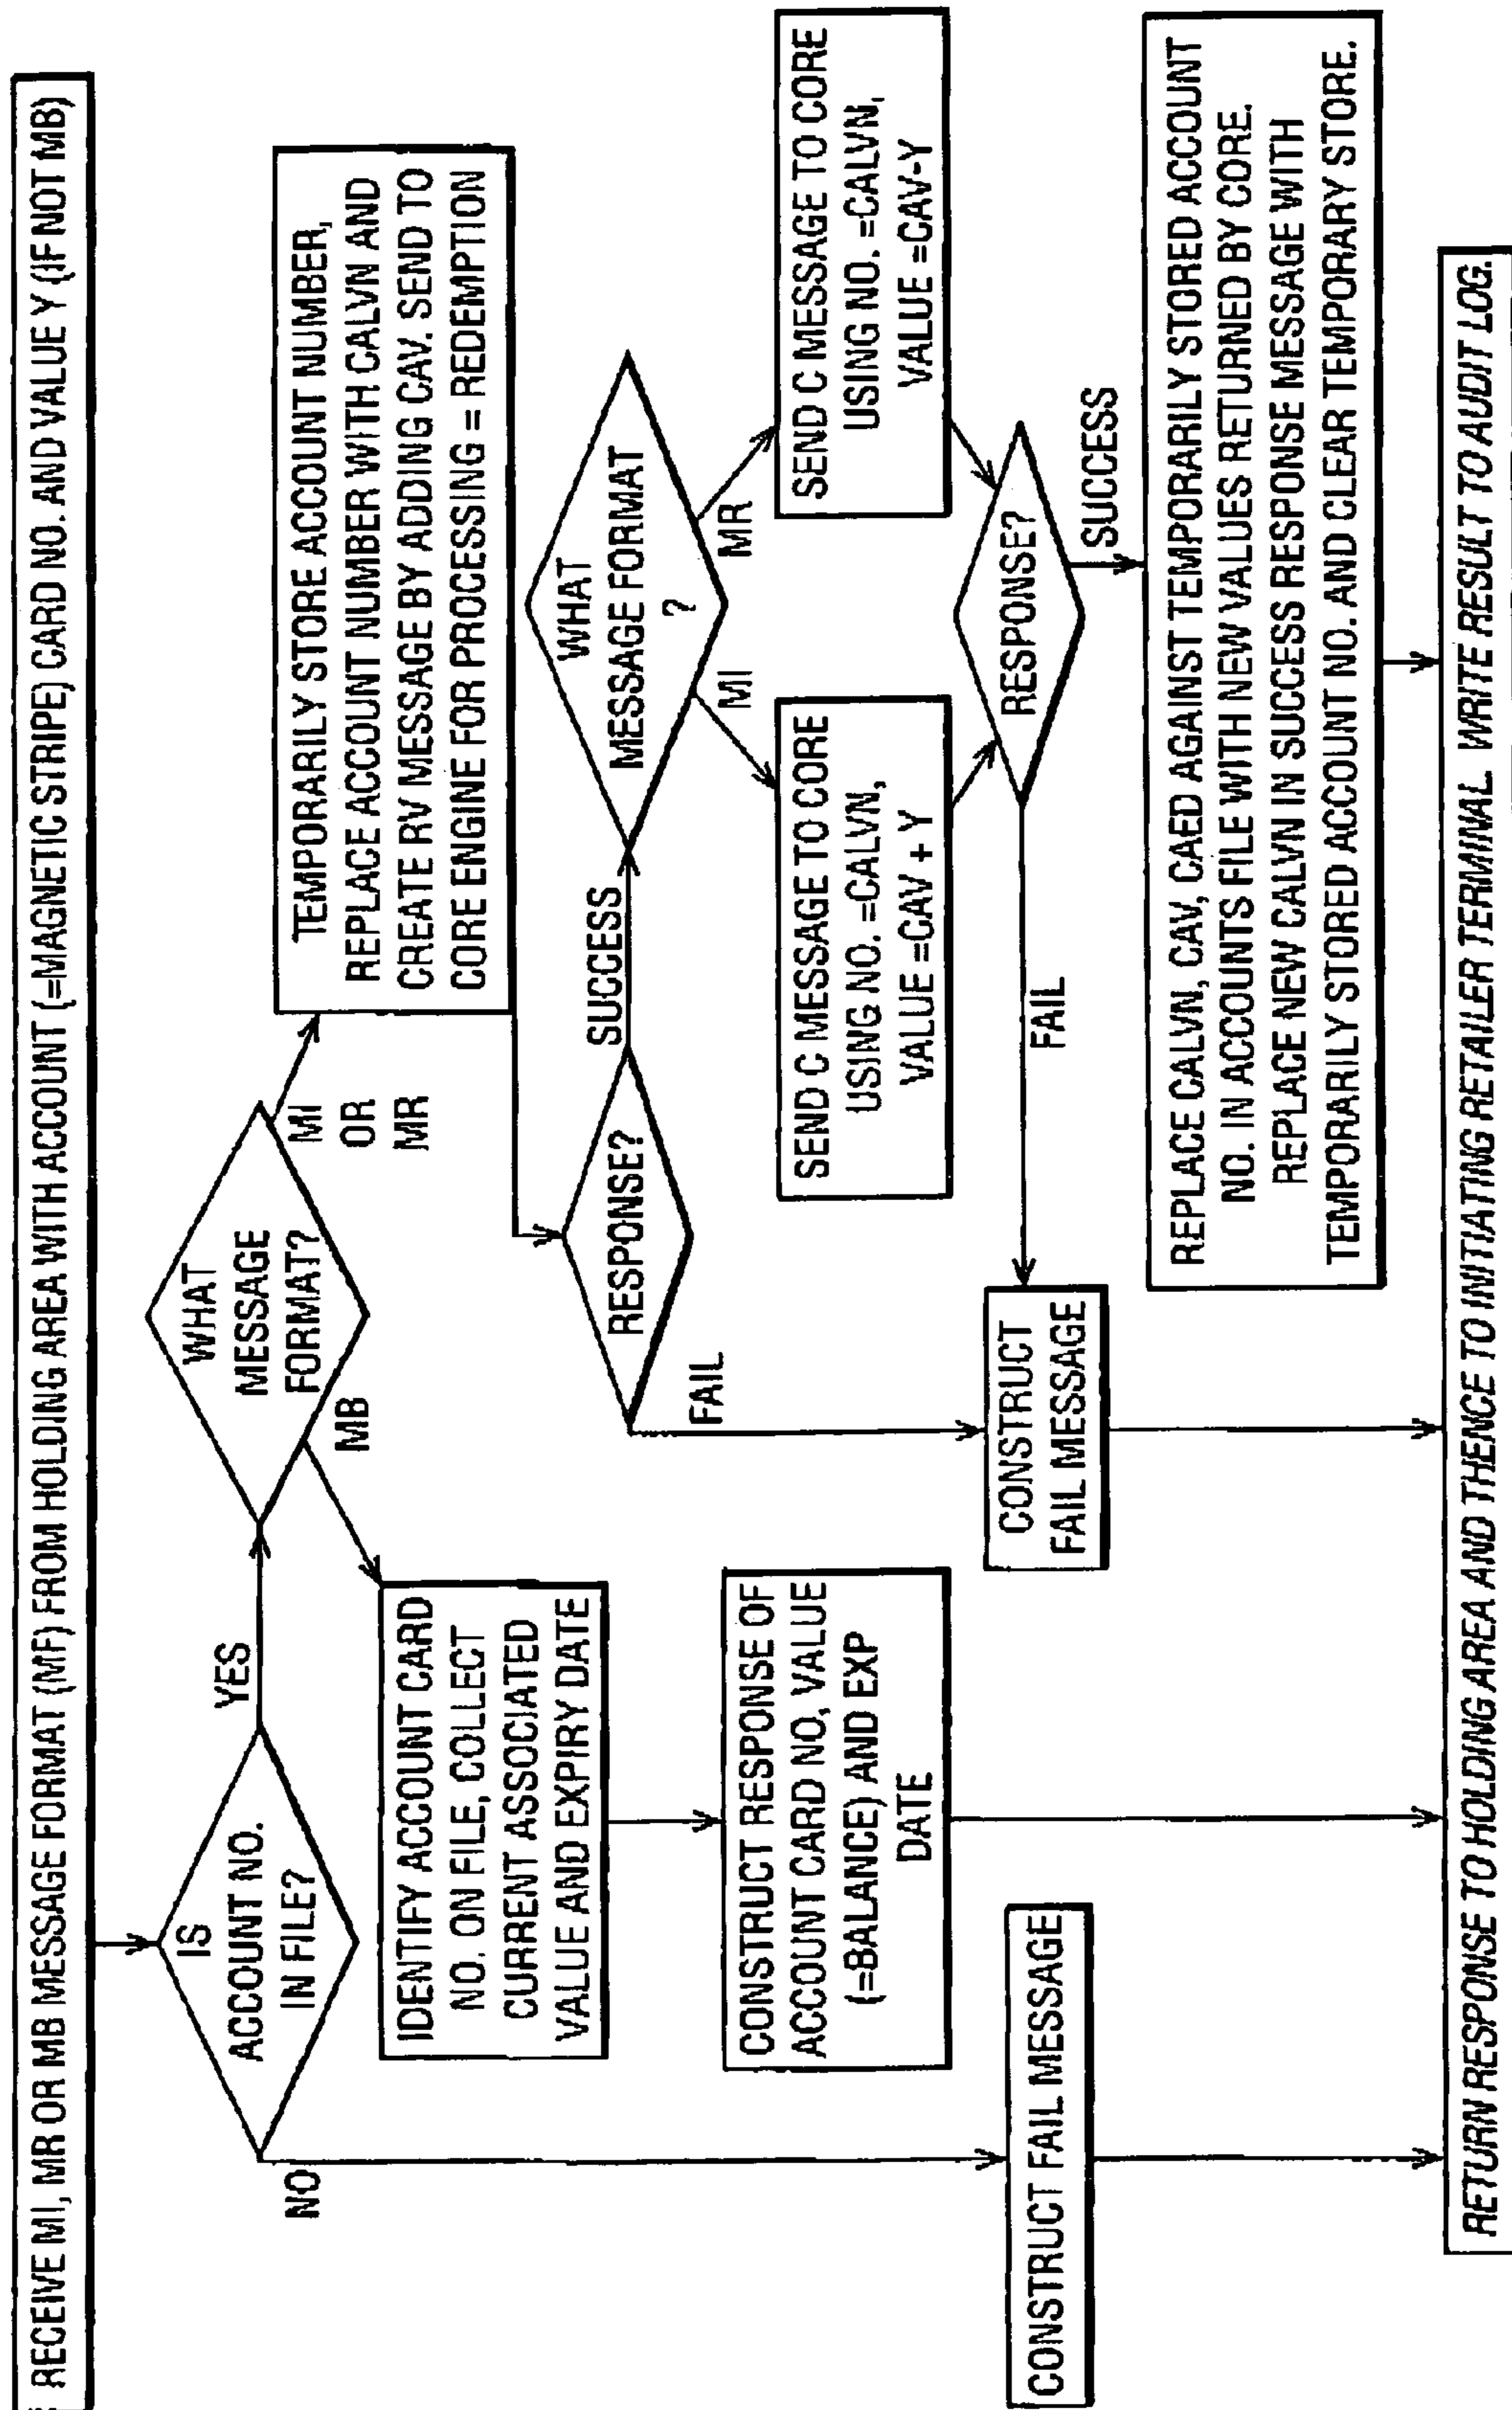 RECEIVE MI, MR OR MB MESSAGE FORMAT (MF) FROM HOLDING AREA WITH ACCOUNT (=MAGNETIC STRIPE) CARD NO. AND VALUE Y (IF NOT MB)
IS
ACCOUNT NO.
IN FILE?
YES
NO
WHAT
MESSAGE
FORMAT?
MB
MI
OR
MR
IDENTIFY ACCOUNT CARD
NO. ON FILE, COLLECT
CURRENT ASSOCIATED
VALUE AND EXPIRY DATE
CONSTRUCT RESPONSE OF
ACCOUNT CARD NO, VALUE
(=BALANCE) AND EXP
DATE
CONSTRUCT FAIL MESSAGE
TEMPORARILY STORE ACCOUNT NUMBER,
REPLACE ACCOUNT NUMBER WITH CALVN AND
CREATE RV MESSAGE BY ADDING CAV. SEND TO
CORE ENGINE FOR PROCESSING = REDEMPTION
RESPONSE?
FAIL
SUCCESS
WHAT
MESSAGE FORMAT
?
MI
MR
SEND C MESSAGE TO CORE
USING NO. =CALVN,
VALUE =CAV + Y
SEND C MESSAGE TO CORE
USING NO. =CALVN,
VALUE =CAV-Y
RESPONSE?
FAIL
SUCCESS
CONSTRUCT
FAIL MESSAGE
REPLACE CALVN, CAV, CAED AGAINST TEMPORARILY STORED ACCOUNT
NO. IN ACCOUNTS FILE WITH NEW VALUES RETURNED BY CORE.
REPLACE NEW CALVN IN SUCCESS RESPONSE MESSAGE WITH
TEMPORARILY STORED ACCOUNT NO. AND CLEAR TEMPORARY STORE.
RETURN RESPONSE TO HOLDING AREA AND THENCE TO INITIATING RETAILER TERMINAL WRITE RESULT TO AUDIT LOG.